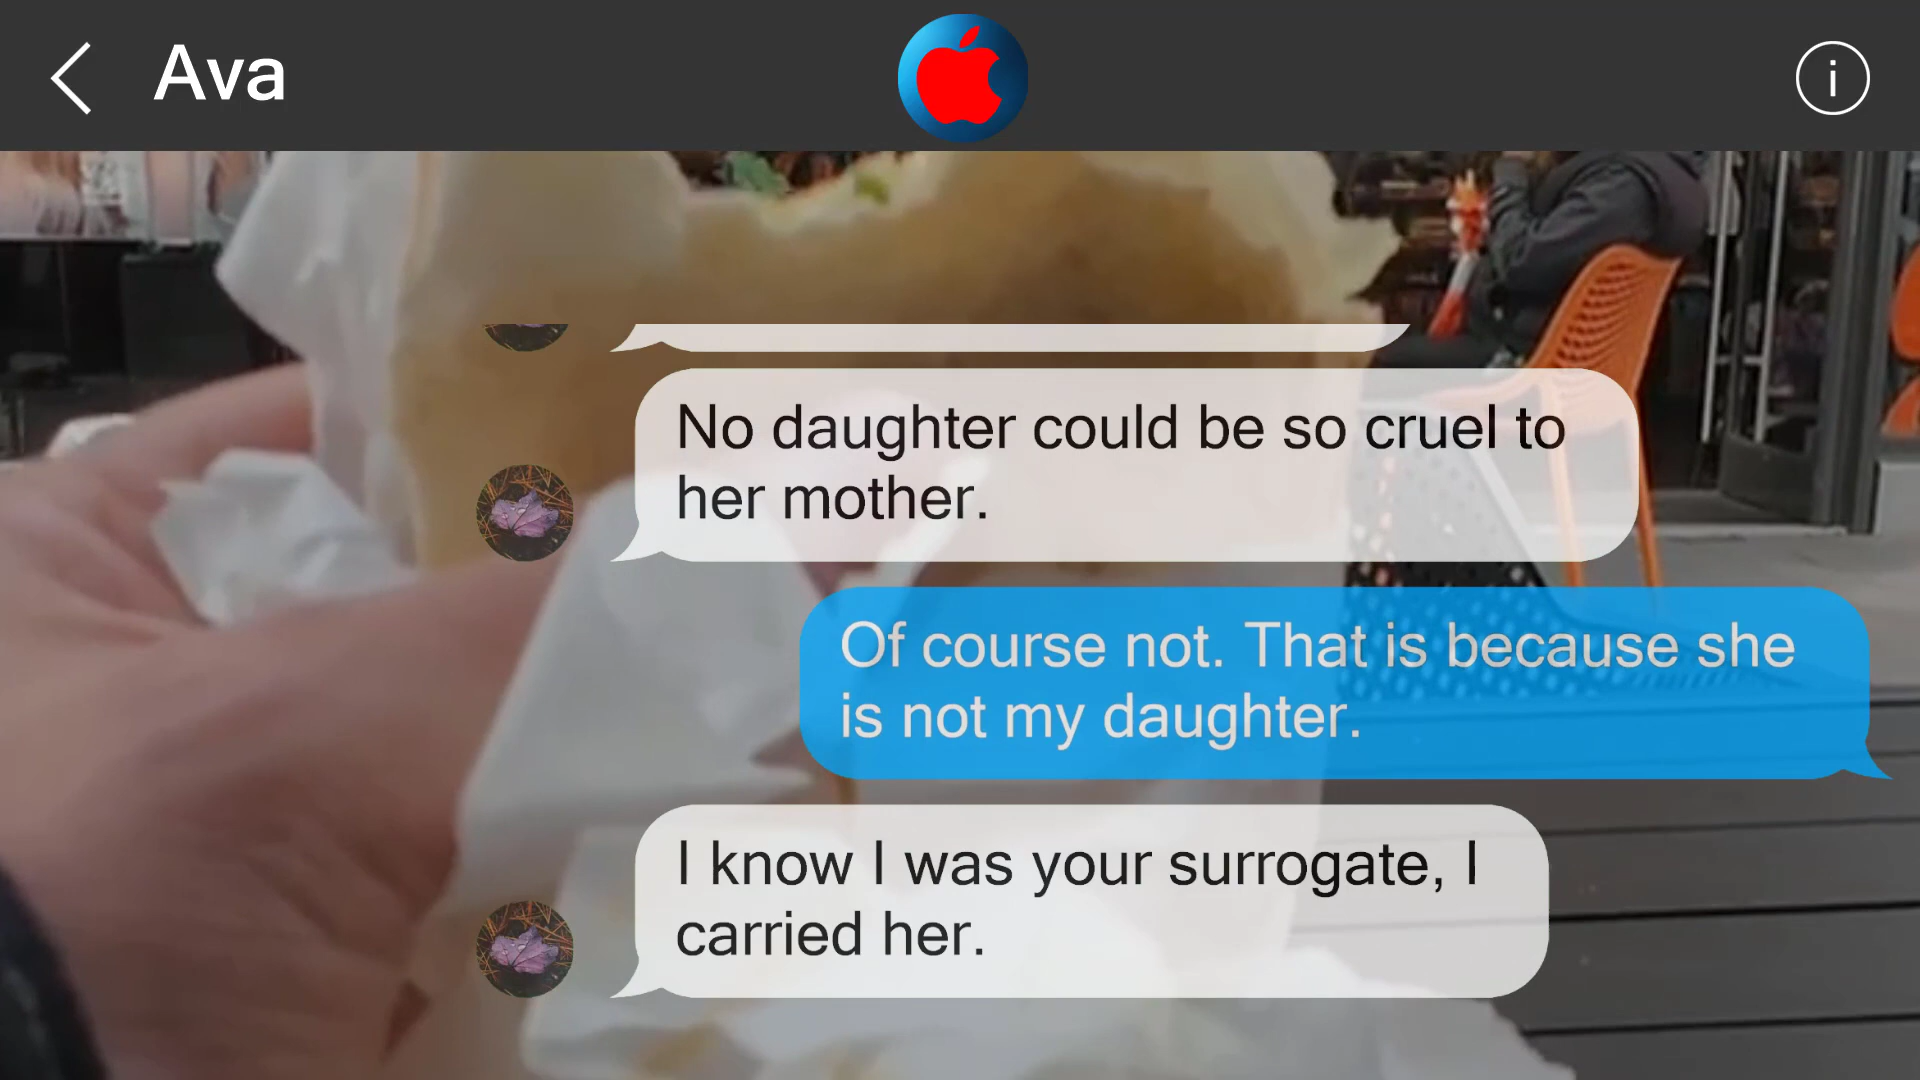 Ava
No daughter could be so cruel to
her mother.
Of course not. That is because she
is not my daughter.
I know I was your surrogate, I
carried her.